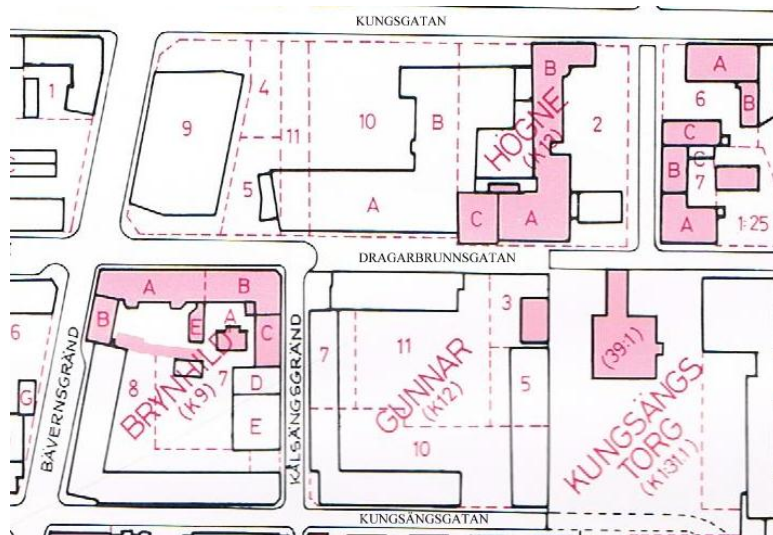 KUNGSGATAN
1
9
4
11
5
10
B
A
B
HÖGNE
(K13)
2
C
A
A
6
B
C
C
B
7
A
1:25
DRAGARBRUNNSGATAN
A
B
B
E
A
C
BRYNHILD
(K9)
7
D
E
8
6
G
BÄVERNSGRÄND
KÅLSÄNGSGRÄND
3
7
11
GUNNAR
(K12)
5
10
(39:1)
KUNGSÄNGS
TORG
(K1:31:1)
KUNGSÄNGSGATAN